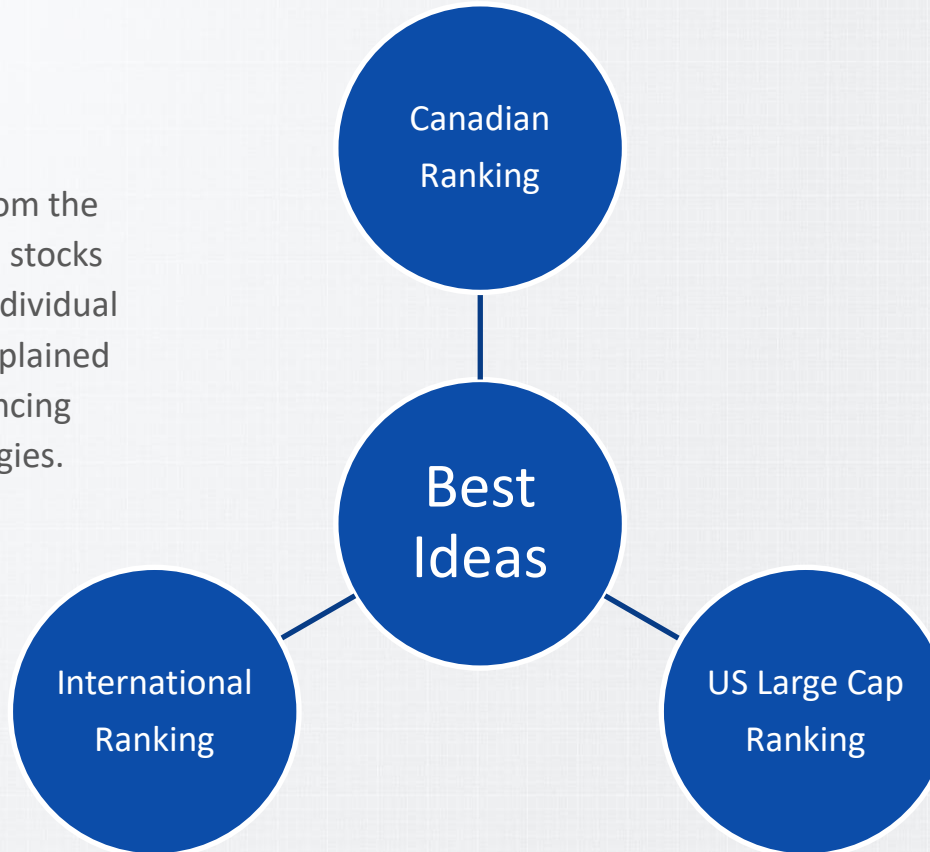 Canadian
Ranking
om the
stocks
dividual
plained
ncing
gies.
Best
Ideas
International
Ranking
US Large Cap
Ranking